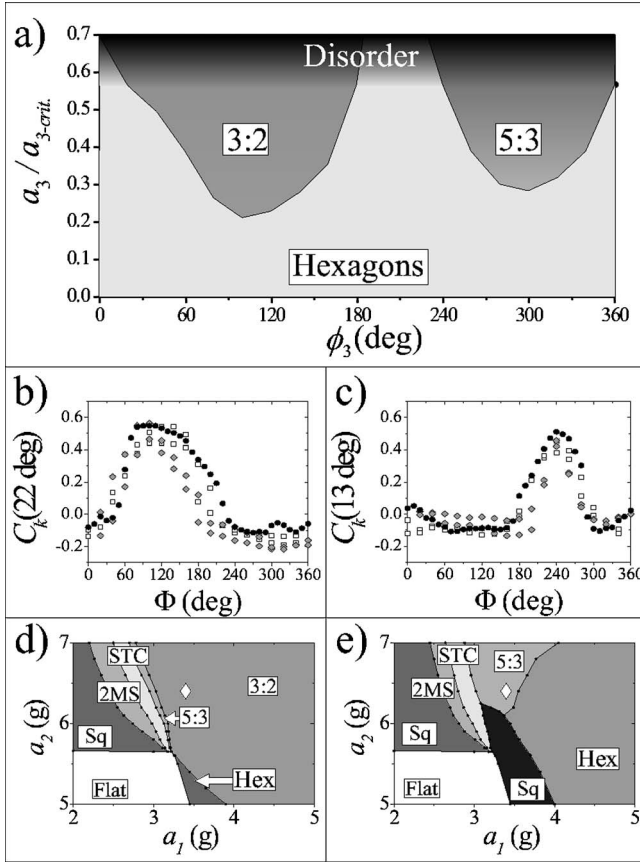 a)
0.7
0.6
0.5
0.4
0.3
0.2
0.1
0.0
a3 / a3-crit.
Disorder
3:2
5:3
Hexagons
0 60 120 180 240 300 360
ϕ3(deg)
b)
0.6
0.4
0.2
0.0
-0.2
Ck(22 deg)
0 60 120 180 240 300 360
Φ (deg)
c)
0.6
0.4
0.2
0.0
-0.2
Ck(13 deg)
0 60 120 180 240 300 360
Φ (deg)
d)
7
6
5
a2 (g)
STC
2MS
Sq
Flat
3:2
5:3
Hex
2 3 4 5
a1 (g)
e)
7
6
5
a2 (g)
STC
2MS
Sq
Flat
5:3
Hex
Sq
2 3 4 5
a1 (g)